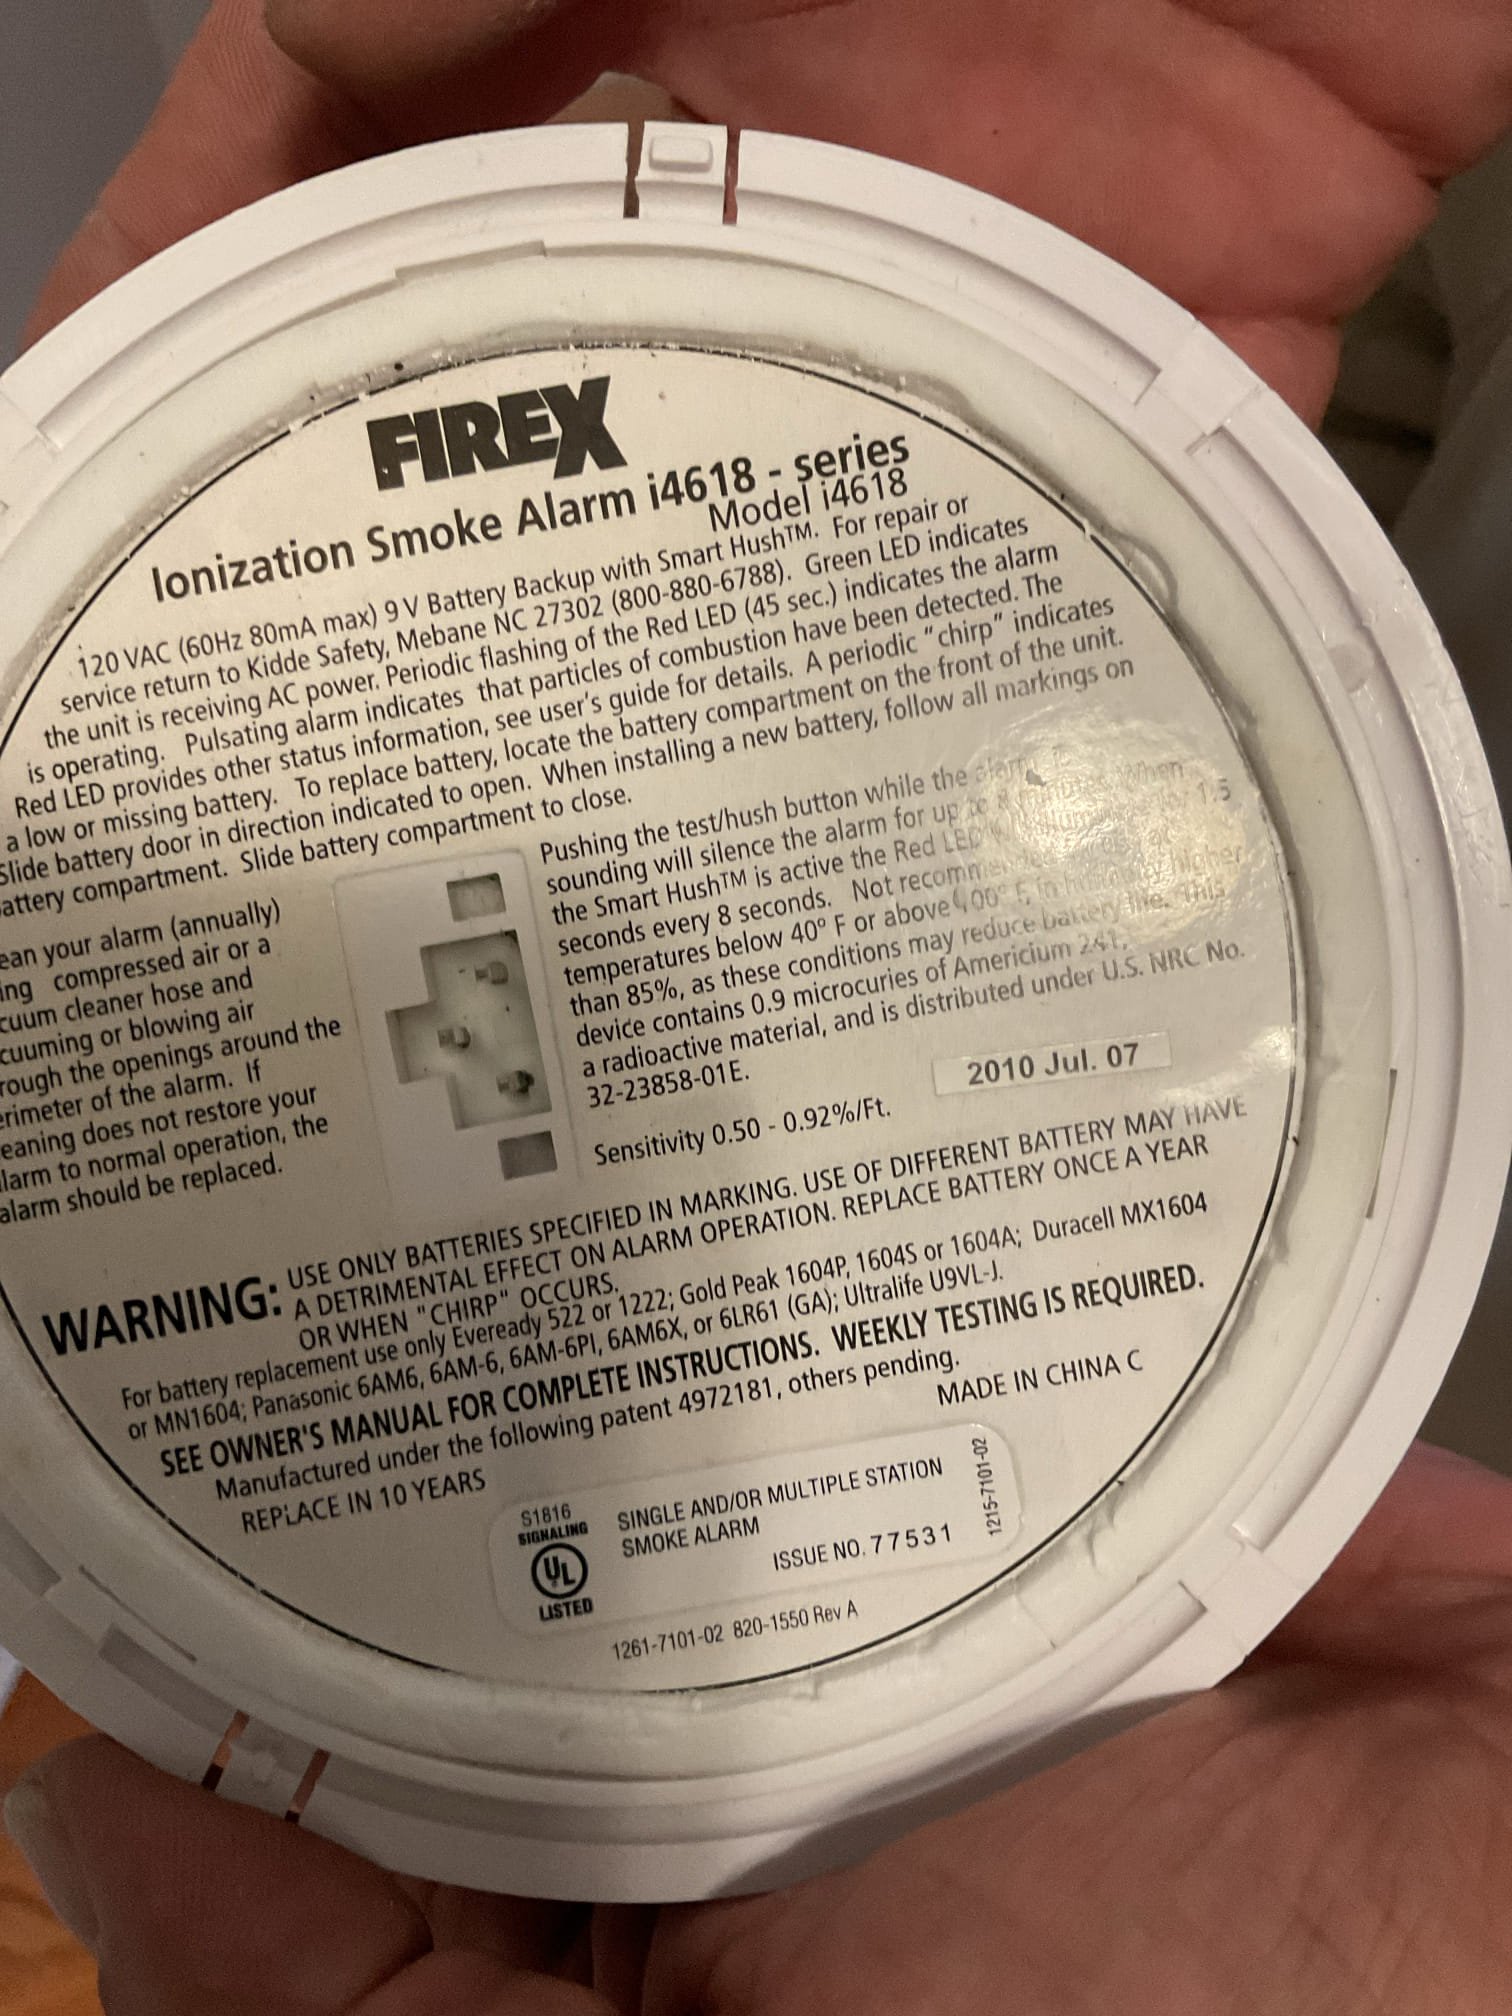 FIREX
Ionization Smoke Alarm i4618 - series
Model i4618
120 VAC (60Hz 80mA max) 9 V Battery Backup with Smart Hush™. For repair or
service return to Kidde Safety, Mebane NC 27302 (800-880-6788). Green LED indicates
the unit is receiving AC power. Periodic flashing of the Red LED (45 sec.) indicates the alarm
is operating. Pulsating alarm indicates that particles of combustion have been detected. The
Red LED provides other status information, see user's guide for details. A periodic "chirp" indicates
a low or missing battery. To replace battery, locate the battery compartment on the front of the unit.
Slide battery door in direction indicated to open. When installing a new battery, follow all markings on
attery compartment. Slide battery compartment to close.
ean your alarm (annually)
ing compressed air or a
cuum cleaner hose and
cuuming or blowing air
rough the openings around the
erimeter of the alarm. If
eaning does not restore your
larm to normal operation, the
alarm should be replaced.
Pushing the test/hush button while the alarm is
sounding will silence the alarm for up to 8 minutes. When
the Smart Hush™ is active the Red LED 1.5
seconds every 8 seconds. Not recommended
temperatures below 40° F or above 100° F, in humidity higher
than 85%, as these conditions may reduce battery life. This
device contains 0.9 microcuries of Americium 241,
a radioactive material, and is distributed under U.S. NRC No.
32-23858-01E.
2010 Jul. 07
Sensitivity 0.50 - 0.92%/Ft.
WARNING: USE ONLY BATTERIES SPECIFIED IN MARKING. USE OF DIFFERENT BATTERY MAY HAVE
A DETRIMENTAL EFFECT ON ALARM OPERATION. REPLACE BATTERY ONCE A YEAR
OR WHEN "CHIRP" OCCURS.
For battery replacement use only Eveready 522 or 1222; Gold Peak 1604P, 1604S or 1604A; Duracell MX1604
or MN1604; Panasonic 6AM6, 6AM-6, 6AM-6PI, 6AM6X, or 6LR61 (GA); Ultralife U9VL-J.
SEE OWNER'S MANUAL FOR COMPLETE INSTRUCTIONS. WEEKLY TESTING IS REQUIRED.
Manufactured under the following patent 4972181, others pending.
REPLACE IN 10 YEARS
MADE IN CHINA C
S1816
SIGNALING
UL
LISTED
SINGLE AND/OR MULTIPLE STATION
SMOKE ALARM
ISSUE NO. 77531
1215-7101-02
1261-7101-02 820-1550 Rev A